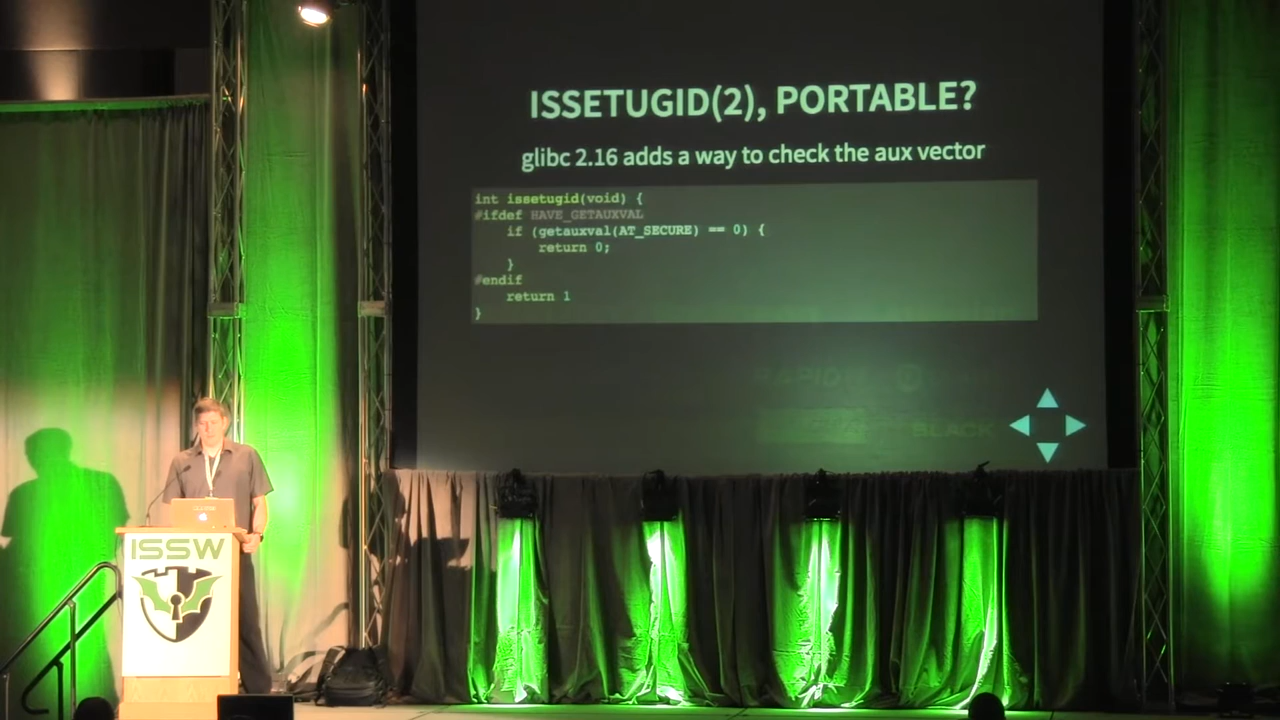 ISSETUGID(2), PORTABLE?
glibc 2.16 adds a way to check the aux vector
int issetugid(void) {
#ifdef HAVE_GETAUXVAL
    if (getauxval(AT_SECURE) == 0) {
        return 0;
    }
#endif
    return 1
}
BLACK
ISSW